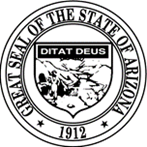 GREAT SEAL OF THE STATE OF ARIZONA
DITAT DEUS
1912